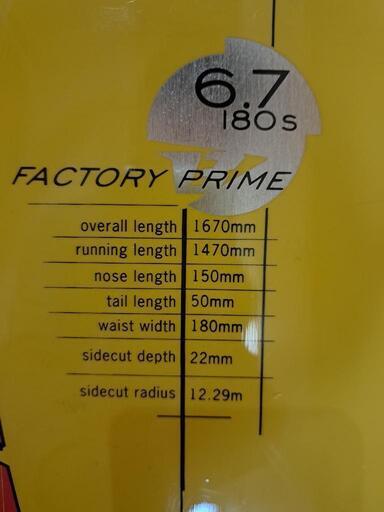 6.7
180s
FACTORY PRIME
overall length 1670mm
running length 1470mm
nose length 150mm
tail length 50mm
waist width 180mm
sidecut depth 22mm
sidecut radius 12.29m